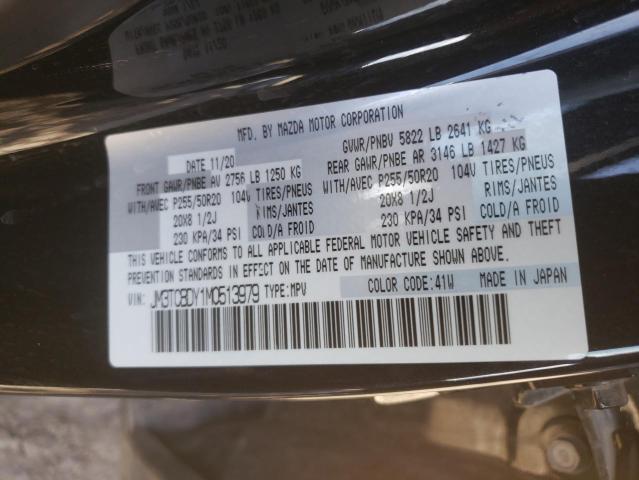 MFD. BY MAZDA MOTOR CORPORATION
DATE 11/20 GVWR/PNBV 5822 LB 2641 KG
FRONT GAWR/PNBE AV 2756 LB 1250 KG REAR GAWR/PNBE AR 3146 LB 1427 KG
WITH/AVEC P255/50R20 104V TIRES/PNEUS WITH/AVEC P255/50R20 104V TIRES/PNEUS
20X8 1/2J RIMS/JANTES 20X8 1/2J RIMS/JANTES
230 KPA/34 PSI COLD/A FROID 230 KPA/34 PSI COLD/A FROID
THIS VEHICLE CONFORMS TO ALL APPLICABLE FEDERAL MOTOR VEHICLE SAFETY AND THEFT
PREVENTION STANDARDS IN EFFECT ON THE DATE OF MANUFACTURE SHOWN ABOVE.
VIN: JM3TCBDY1M0513979 TYPE: MPV COLOR CODE: 41W MADE IN JAPAN